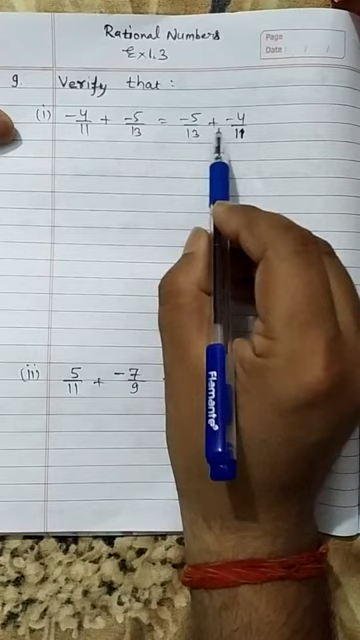 Rational Numbers
Ex 1.3
Page
Date : / /
9. Verify that :
(i) -4/11 + -5/13 = -5/13 + -4/11
(ii) 5/11 + -7/9
Flamante